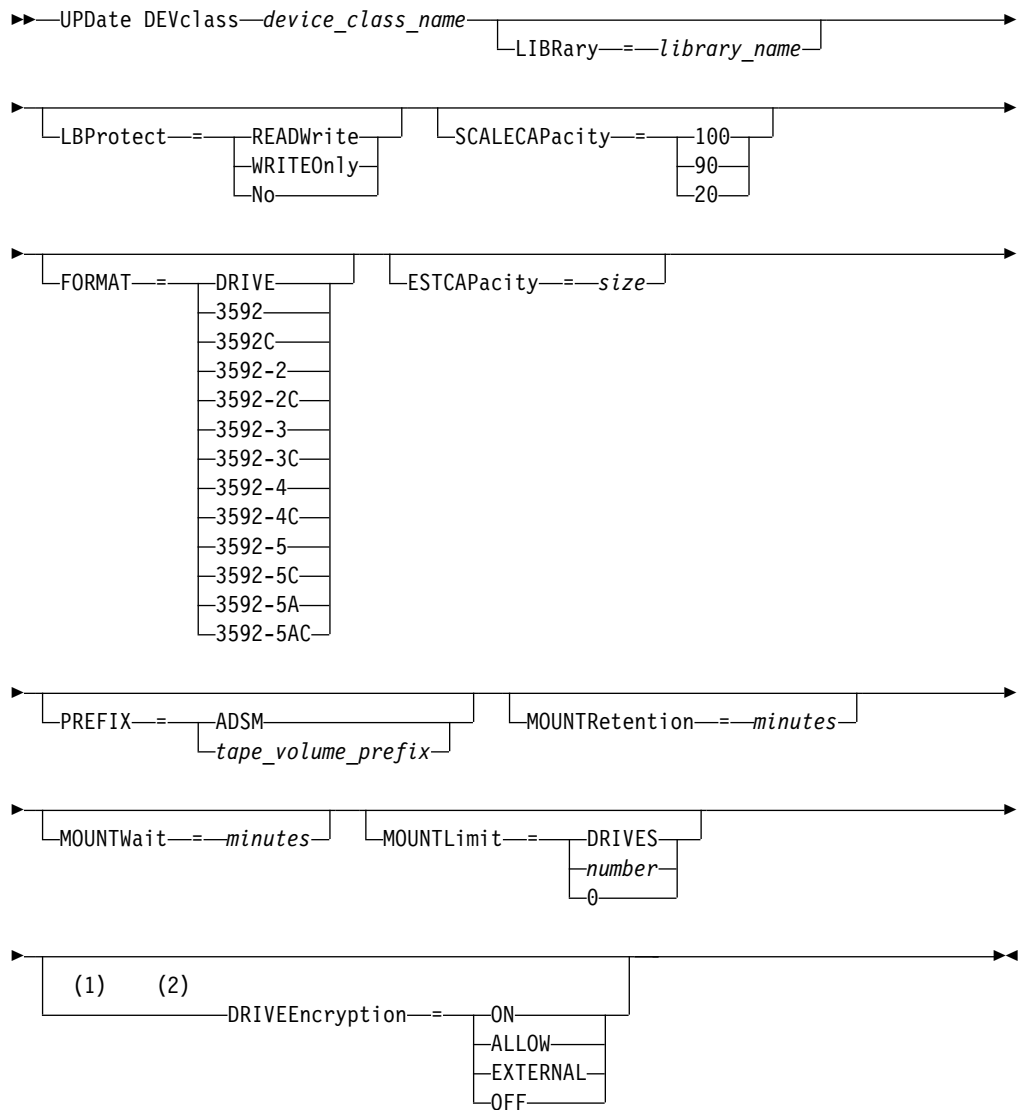 UPDate DEVclass device_class_name
LIBRary = library_name
LBProtect = READWrite
WRITEOnly
No
SCALECAPacity = 100
90
20
FORMAT = DRIVE
3592
3592C
3592-2
3592-2C
3592-3
3592-3C
3592-4
3592-4C
3592-5
3592-5C
3592-5A
3592-5AC
ESTCAPacity = size
PREFIX = ADSM
tape_volume_prefix
MOUNTRetention = minutes
MOUNTWait = minutes
MOUNTLimit = DRIVES
number
0
(1) (2)
DRIVEEncryption = ON
ALLOW
EXTERNAL
OFF